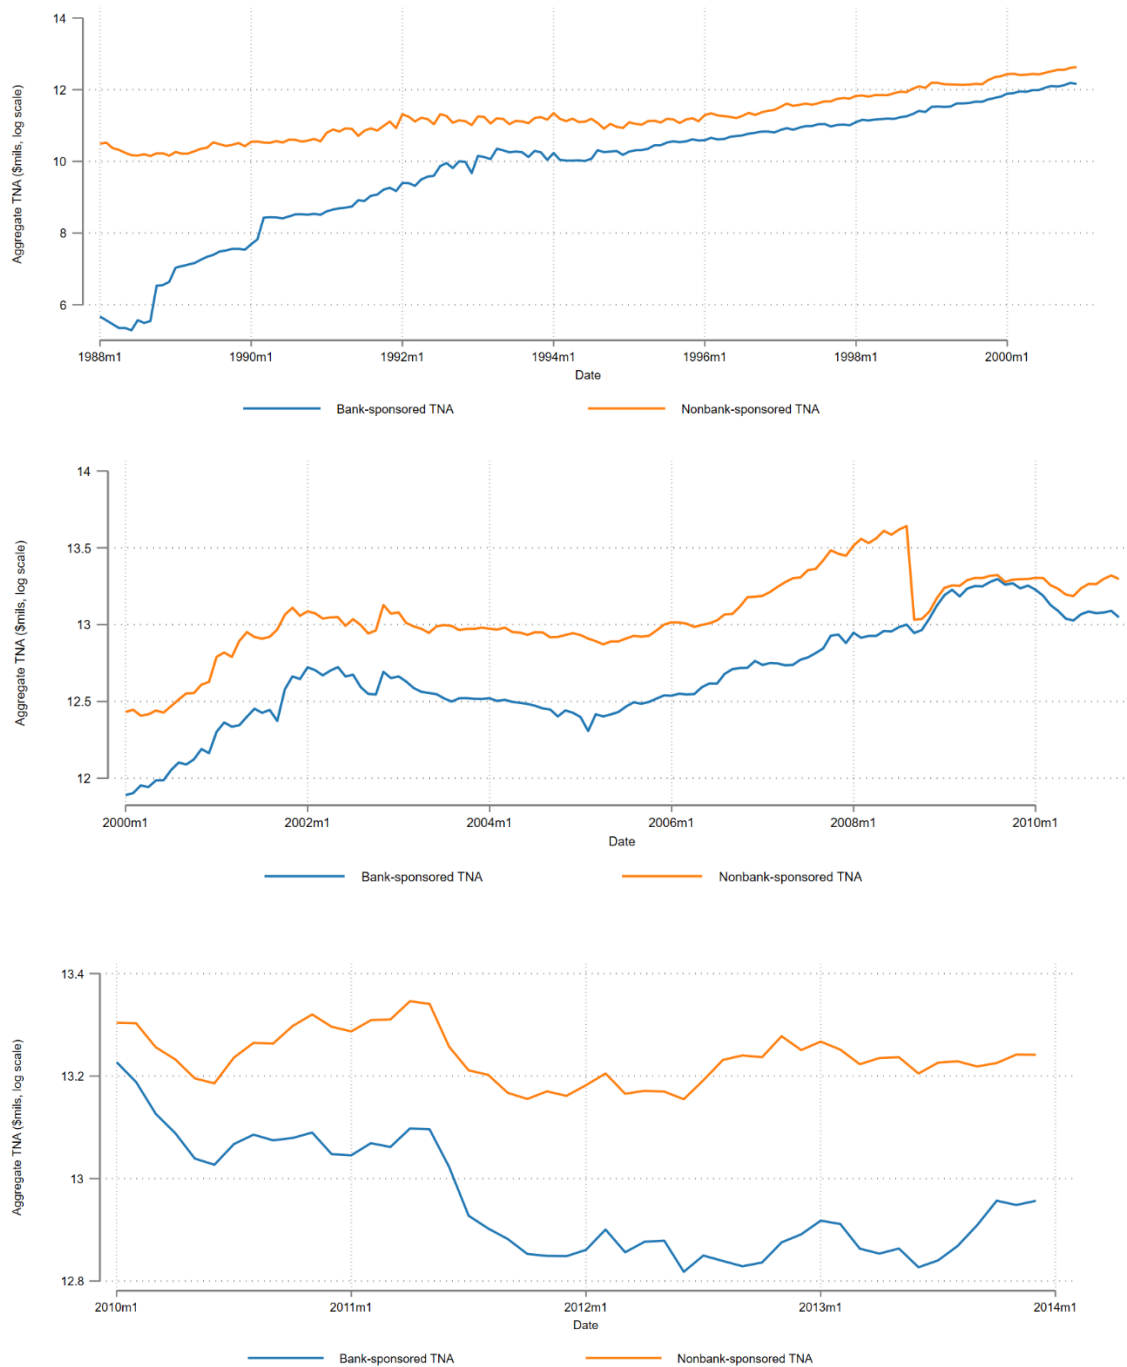 14
12
10
8
6
Aggregate TNA ($mils, log scale)
1988m1 1990m1 1992m1 1994m1 1996m1 1998m1 2000m1
Date
Bank-sponsored TNA Nonbank-sponsored TNA
14
13.5
13
12.5
12
Aggregate TNA ($mils, log scale)
2000m1 2002m1 2004m1 2006m1 2008m1 2010m1
Date
Bank-sponsored TNA Nonbank-sponsored TNA
13.4
13.2
13
12.8
Aggregate TNA ($mils, log scale)
2010m1 2011m1 2012m1 2013m1 2014m1
Date
Bank-sponsored TNA Nonbank-sponsored TNA